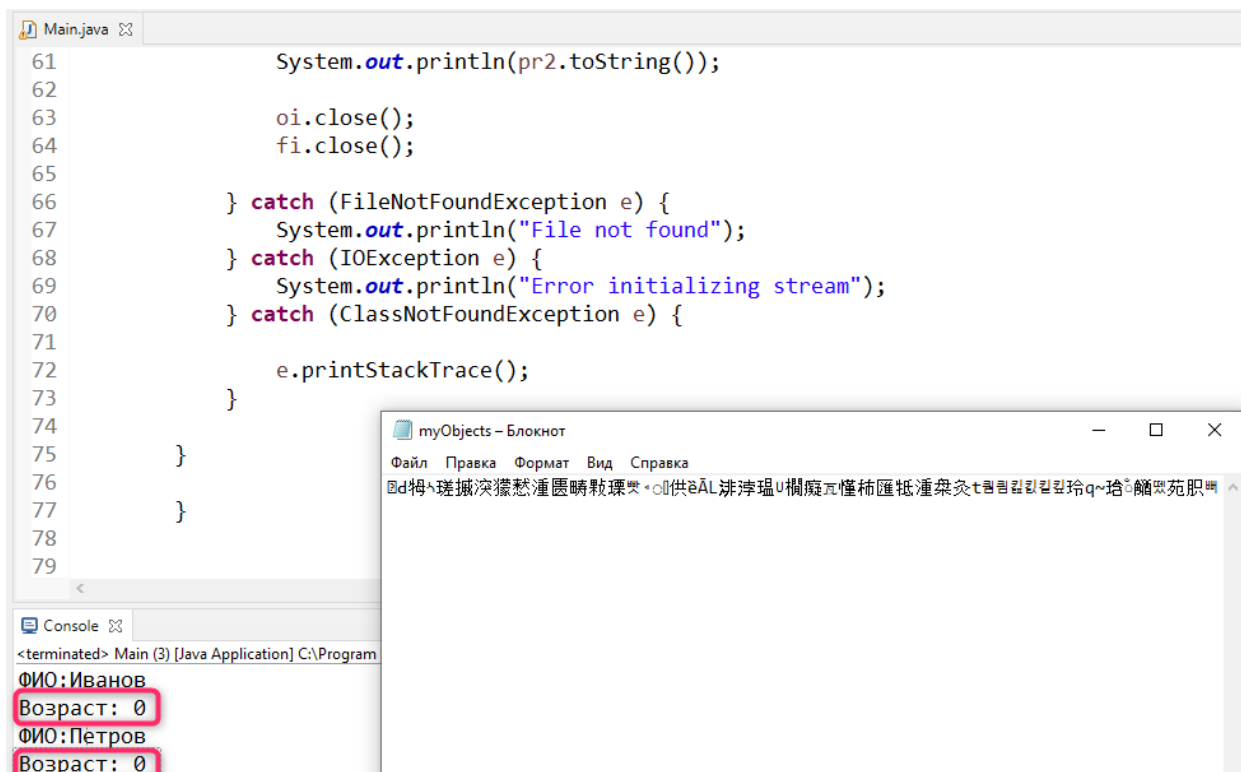 Main.java
61 System.out.println(pr2.toString());
62
63 oi.close();
64 fi.close();
65
66 } catch (FileNotFoundException e) {
67 System.out.println("File not found");
68 } catch (IOException e) {
69 System.out.println("Error initializing stream");
70 } catch (ClassNotFoundException e) {
71
72 e.printStackTrace();
73 }
74
75 }
76
77 }
78
79
myObjects – Блокнот
Файл Правка Формат Вид Справка
Console
<terminated> Main (3) [Java Application] C:\Program
ФИО:Иванов
Возраст: 0
ФИО:Петров
Возраст: 0